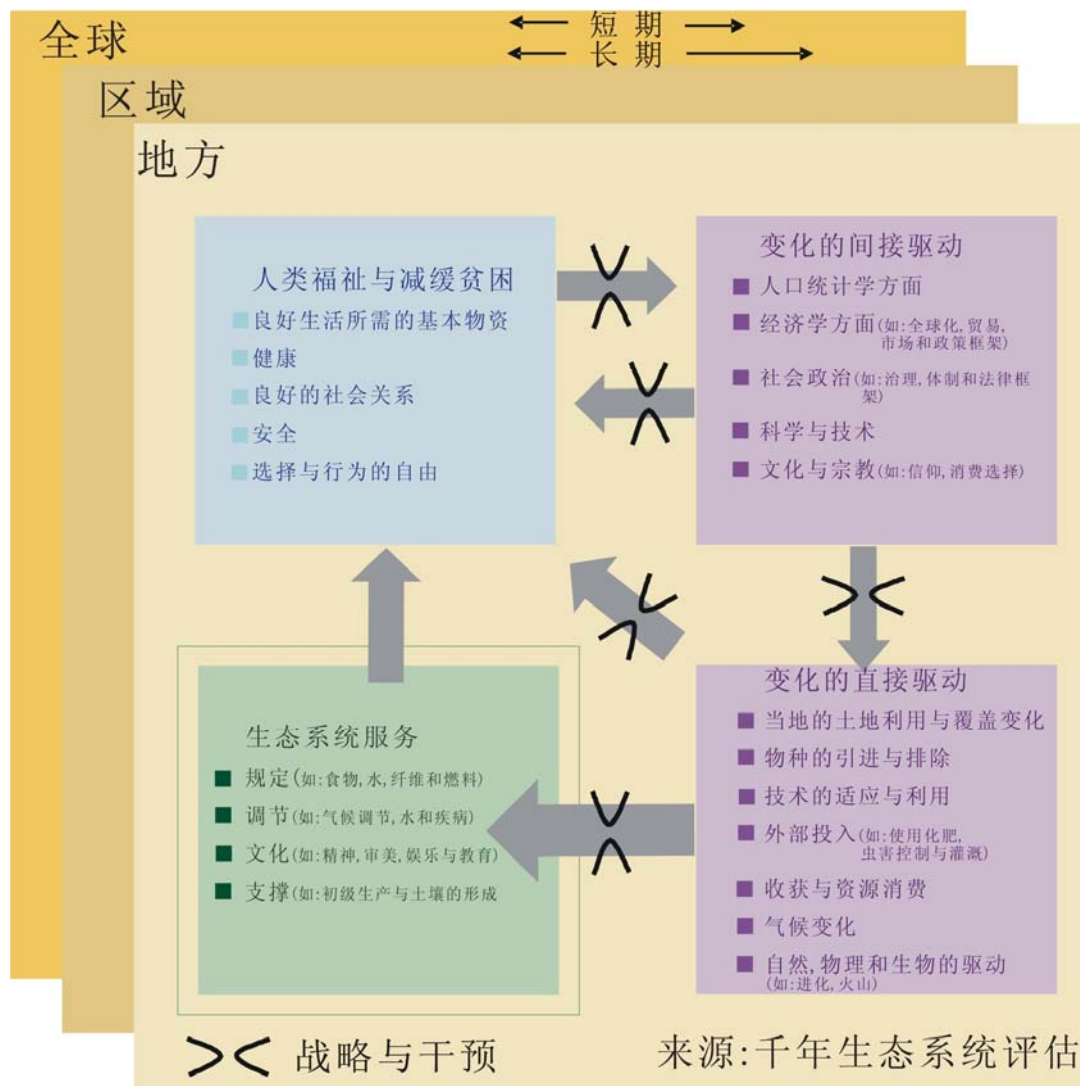 全球
短 期
长 期
区域
地方
人类福祉与减缓贫困
良好生活所需的基本物资
健康
良好的社会关系
安全
选择与行为的自由
变化的间接驱动
人口统计学方面
经济学方面(如:全球化,贸易,
市场和政策框架)
社会政治(如:治理,体制和法律框
架)
科学与技术
文化与宗教(如:信仰,消费选择)
生态系统服务
规定(如:食物,水,纤维和燃料)
调节(如:气候调节,水和疾病)
文化(如:精神,审美,娱乐与教育)
支撑(如:初级生产与土壤的形成
变化的直接驱动
当地的土地利用与覆盖变化
物种的引进与排除
技术的适应与利用
外部投入(如:使用化肥,
虫害控制与灌溉)
收获与资源消费
气候变化
自然,物理和生物的驱动
(如:进化,火山)
战略与干预
来源:千年生态系统评估